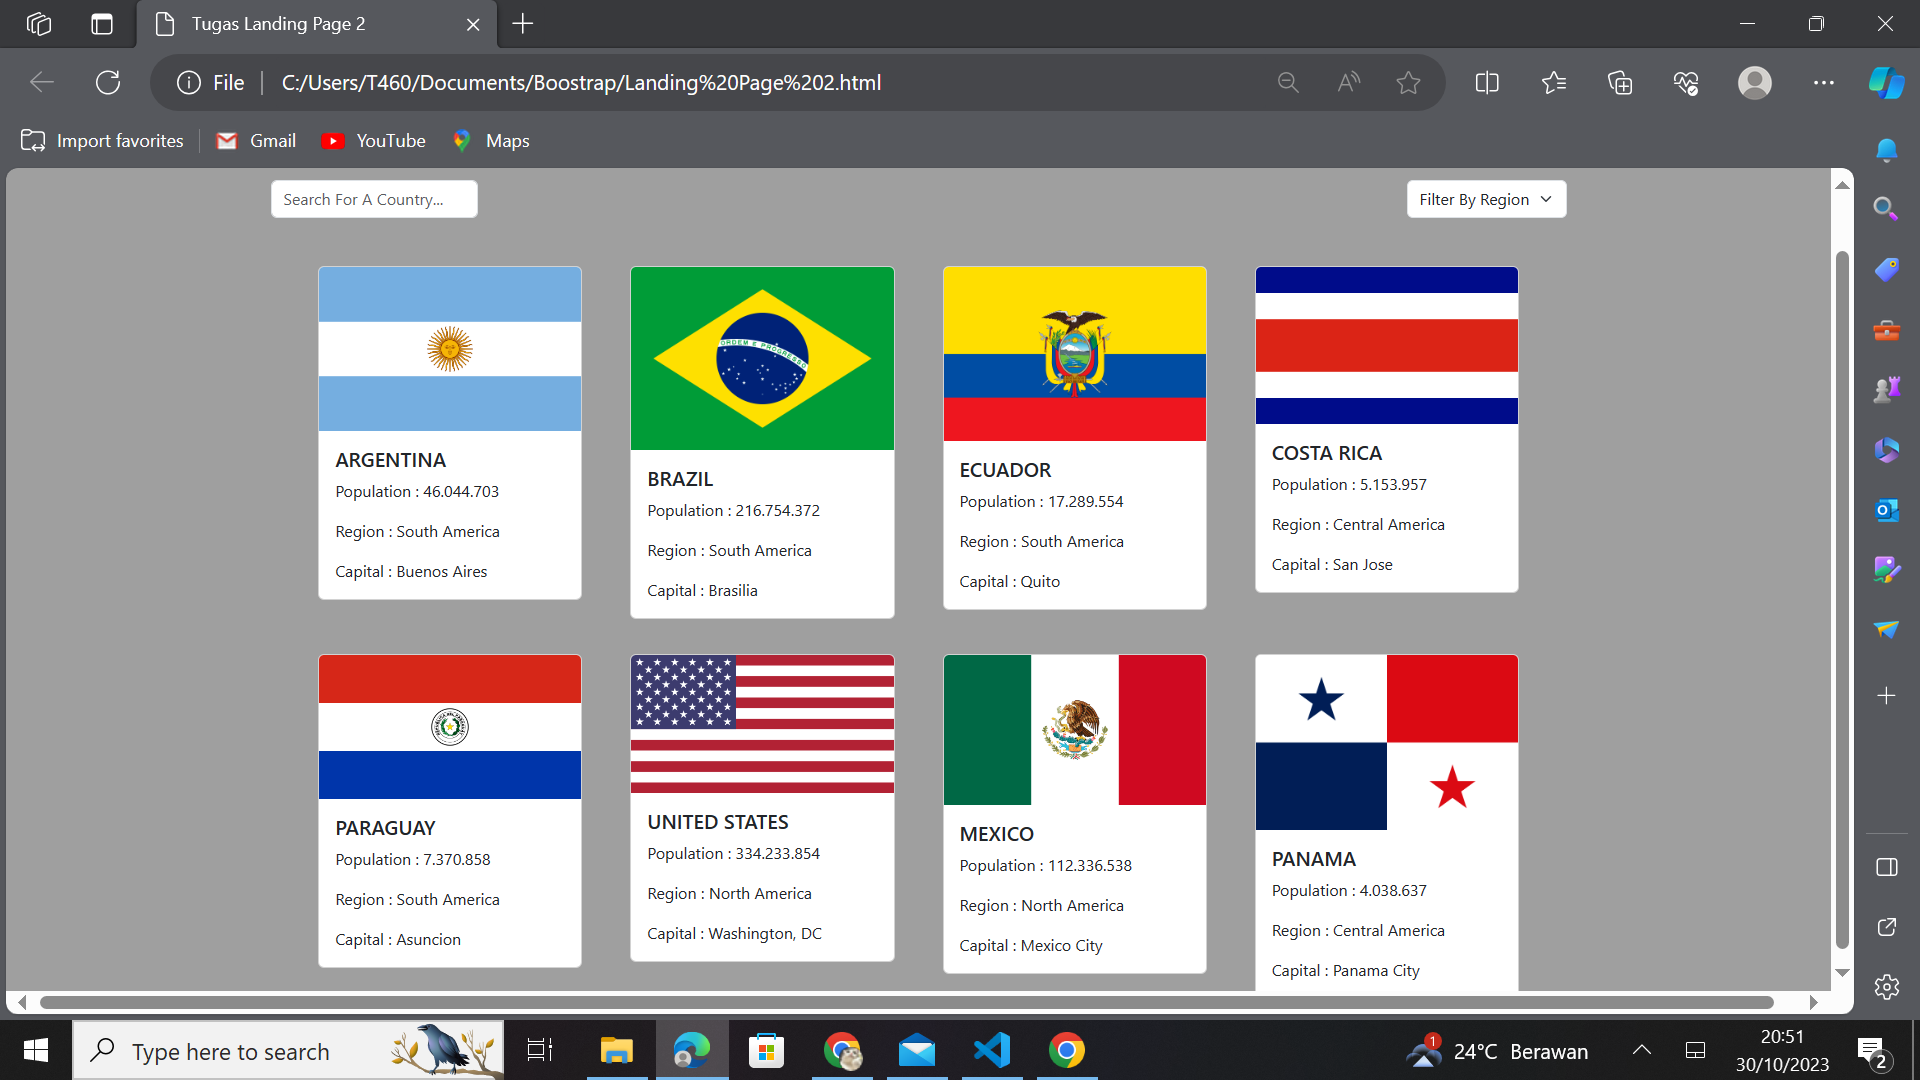 Tugas Landing Page 2
File
C:/Users/T460/Documents/Boostrap/Landing%20Page%202.html
Import favorites
Gmail
YouTube
Maps
Search For A Country...
Filter By Region
ARGENTINA
Population : 46.044.703
Region : South America
Capital : Buenos Aires
ORDEM E PROGRESSO
BRAZIL
Population : 216.754.372
Region : South America
Capital : Brasilia
ECUADOR
Population : 17.289.554
Region : South America
Capital : Quito
COSTA RICA
Population : 5.153.957
Region : Central America
Capital : San Jose
PARAGUAY
Population : 7.370.858
Region : South America
Capital : Asuncion
UNITED STATES
Population : 334.233.854
Region : North America
Capital : Washington, DC
MEXICO
Population : 112.336.538
Region : North America
Capital : Mexico City
PANAMA
Population : 4.038.637
Region : Central America
Capital : Panama City
Type here to search
1
24°C Berawan
20:51
30/10/2023
2